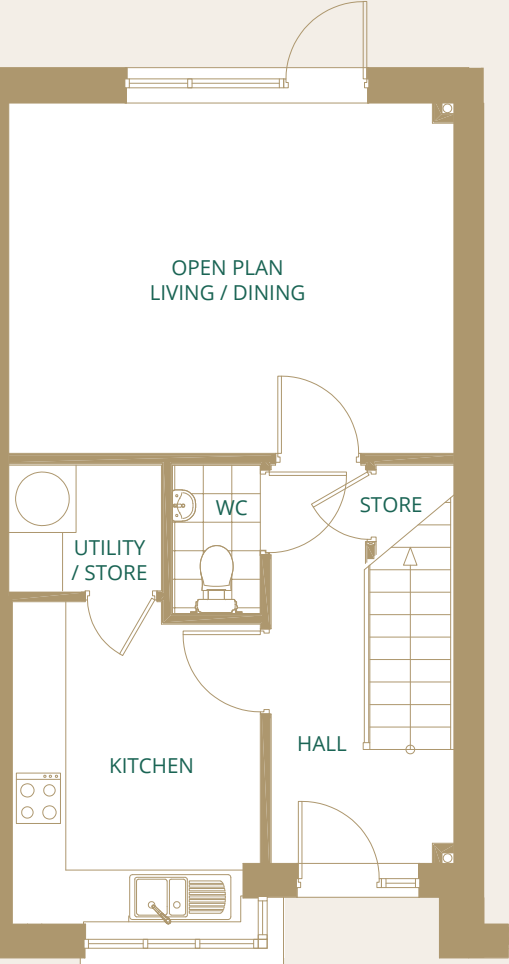 OPEN PLAN
LIVING / DINING
WC
STORE
UTILITY
/ STORE
HALL
KITCHEN